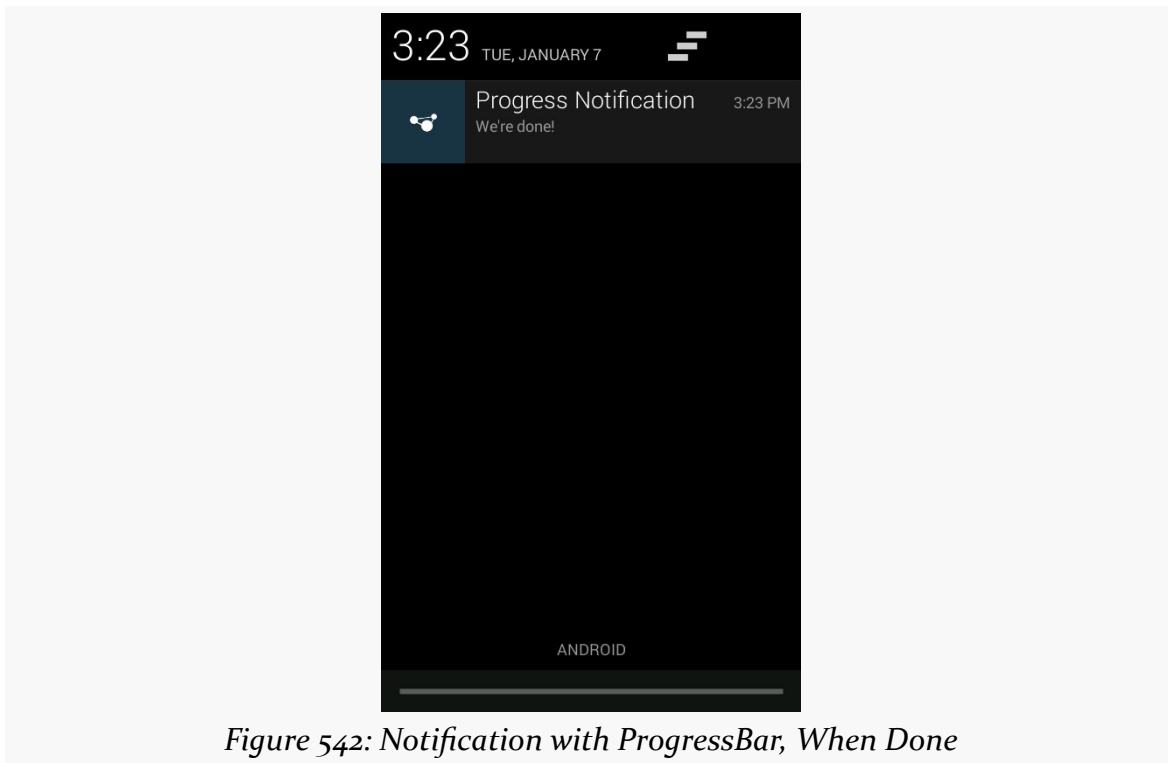 3:23 TUE, JANUARY 7
Progress Notification 3:23 PM
We're done!
ANDROID
Figure 542: Notification with ProgressBar, When Done